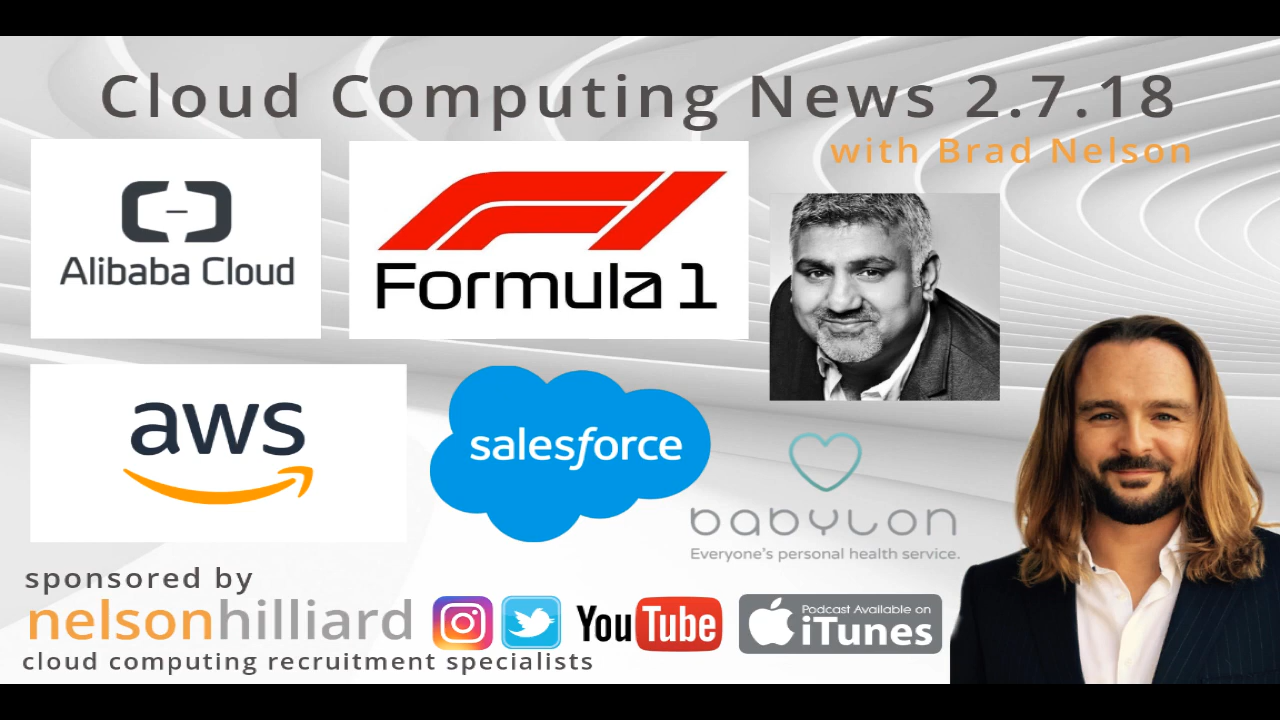 Cloud Computing News 2.7.18
with Brad Nelson
Alibaba Cloud
Formula 1
aws
salesforce
babylon
Everyone's personal health service.
sponsored by
nelsonhilliard
YouTube
Podcast Available on
iTunes
cloud computing recruitment specialists